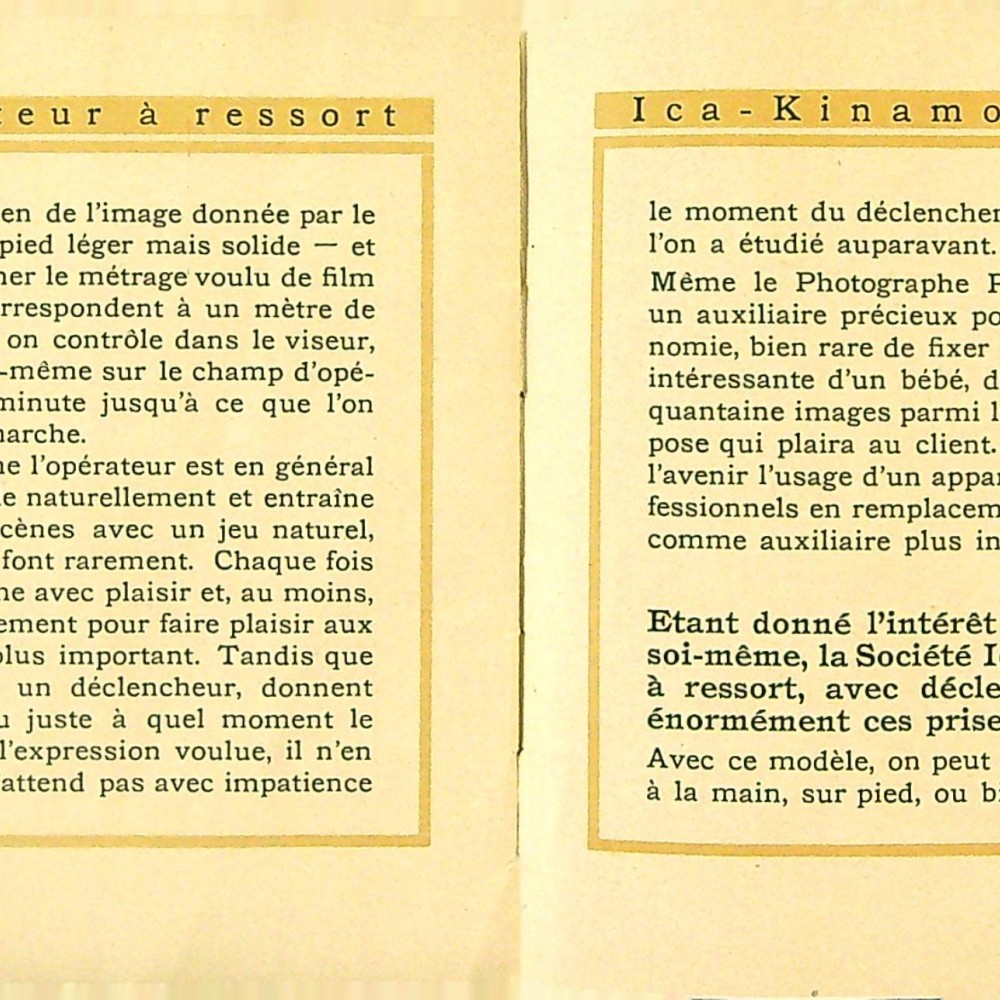 teur à ressort
en de l'image donnée par le
pied léger mais solide — et
ner le métrage voulu de film
rrespondent à un mètre de
on contrôle dans le viseur,
-même sur le champ d'opé-
minute jusqu'à ce que l'on
narche.
ne l'opérateur est en général
e naturellement et entraîne
cènes avec un jeu naturel,
font rarement. Chaque fois
ne avec plaisir et, au moins,
ement pour faire plaisir aux
plus important. Tandis que
un déclencheur, donnent
u juste à quel moment le
l'expression voulue, il n'en
attend pas avec impatience
Ica-Kinamo
le moment du déclencher
l'on a étudié auparavant.
Même le Photographe P
un auxiliaire précieux po
nomie, bien rare de fixer
intéressante d'un bébé, d
quantaine images parmi l
pose qui plaira au client.
l'avenir l'usage d'un appar
fessionnels en remplacem
comme auxiliaire plus in
Etant donné l'intérêt
soi-même, la Société Ic
à ressort, avec décle
énormément ces prise
Avec ce modèle, on peut
à la main, sur pied, ou bi